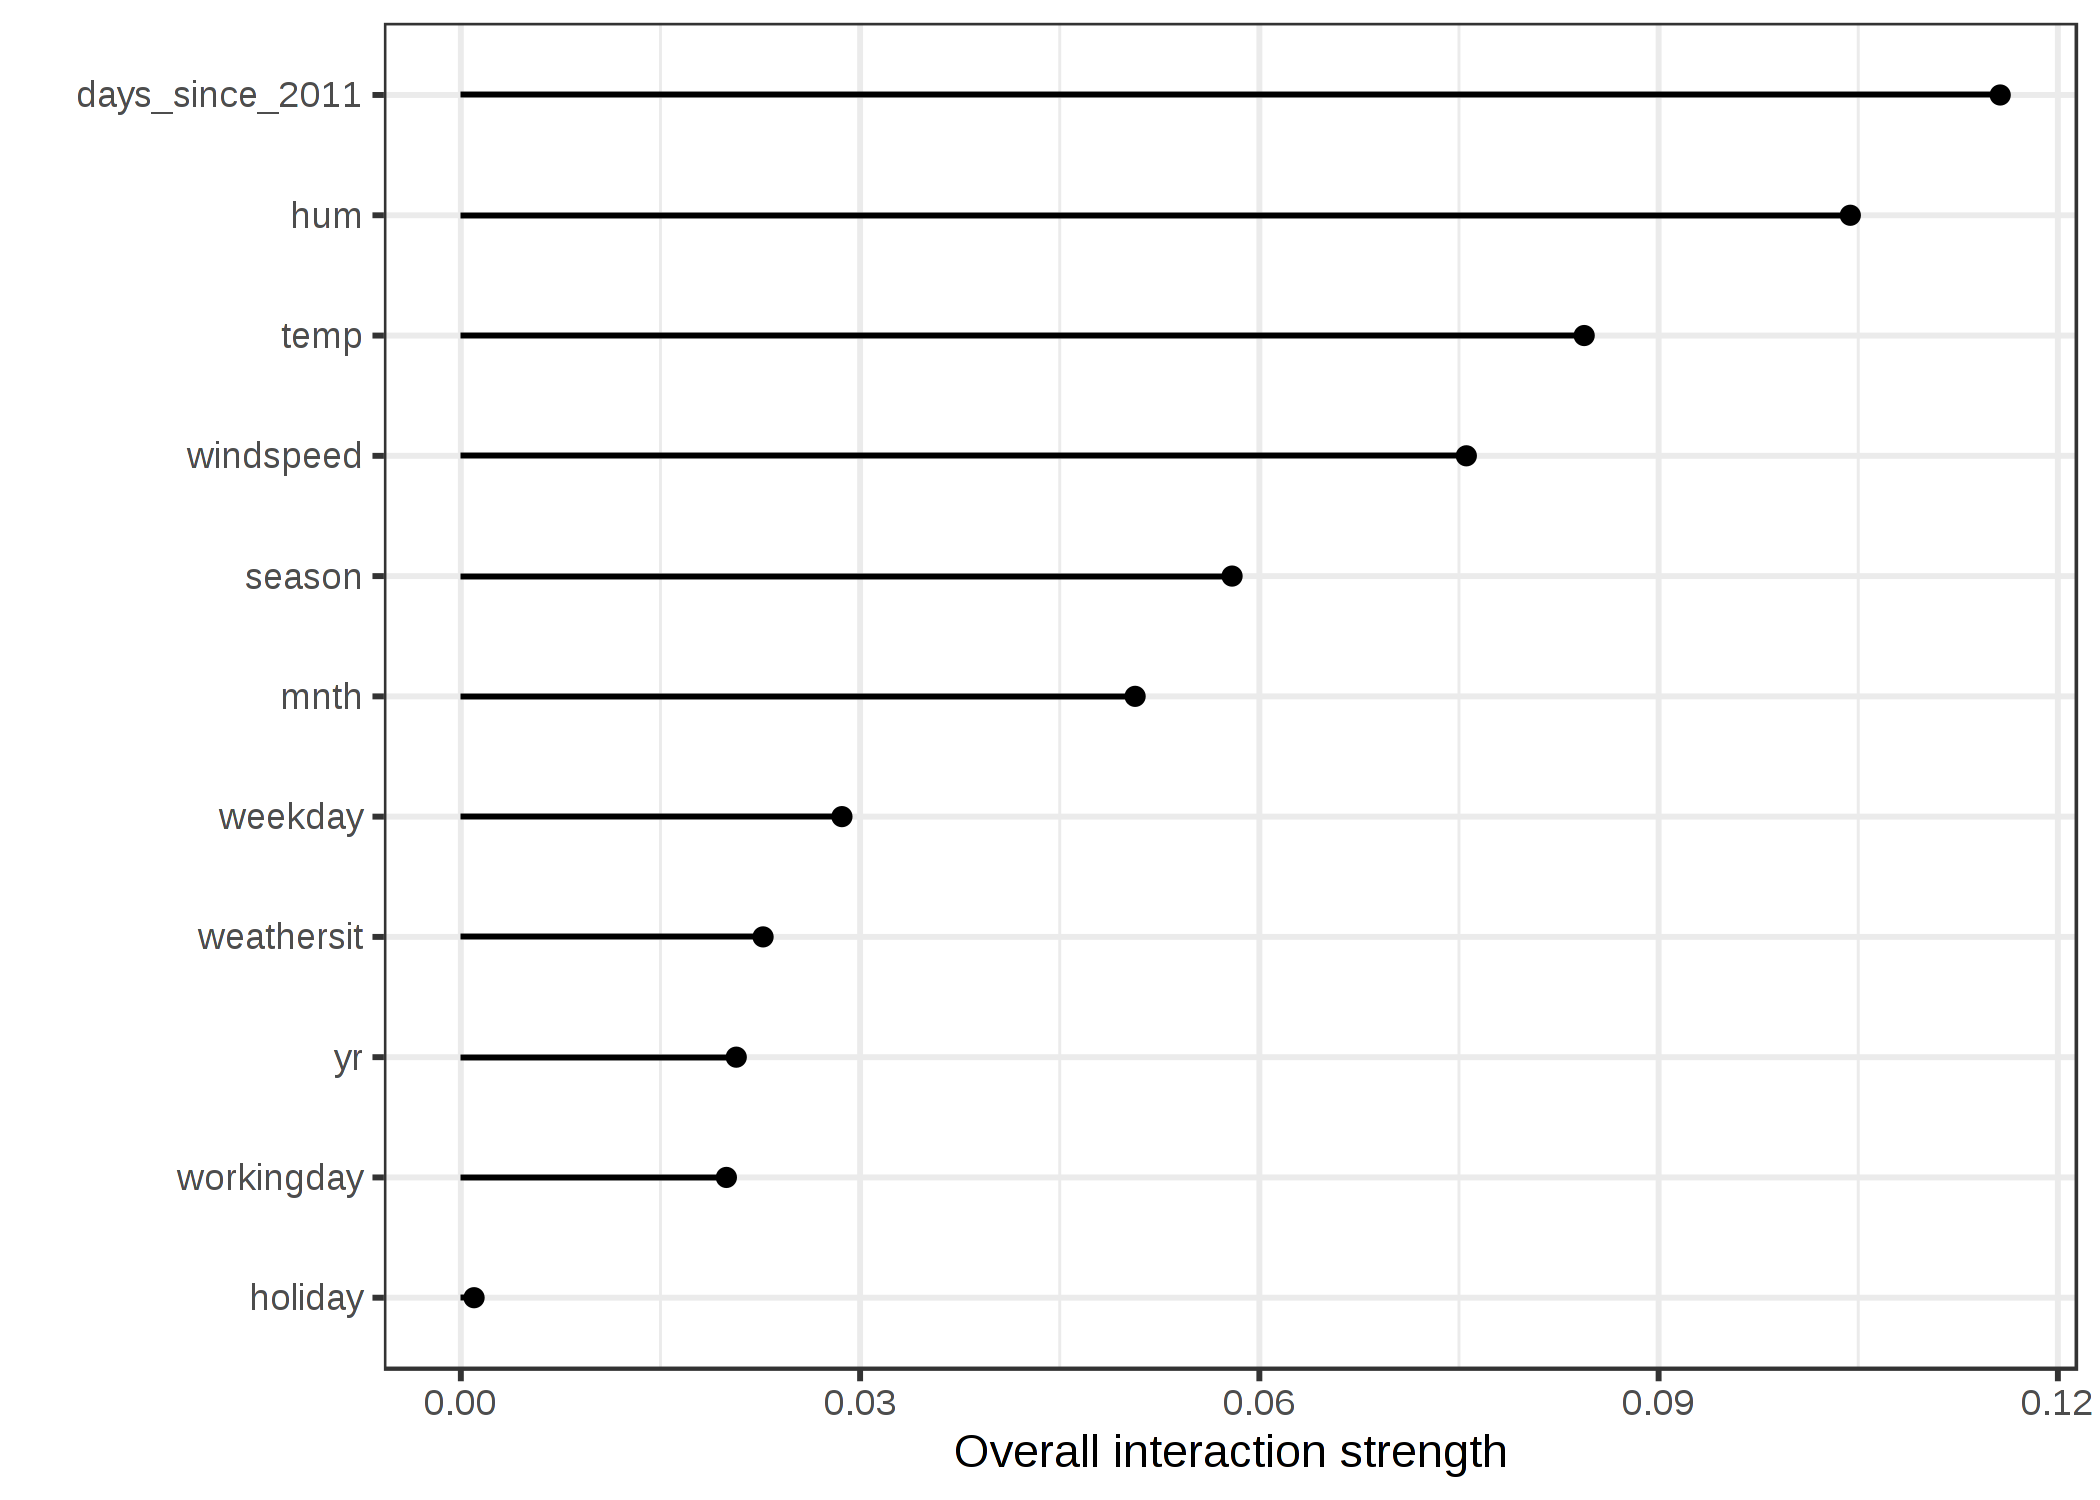 days_since_2011
hum
temp
windspeed
season
mnth
weekday
weathersit
yr
workingday
holiday
0.00 0.03 0.06 0.09 0.12
Overall interaction strength